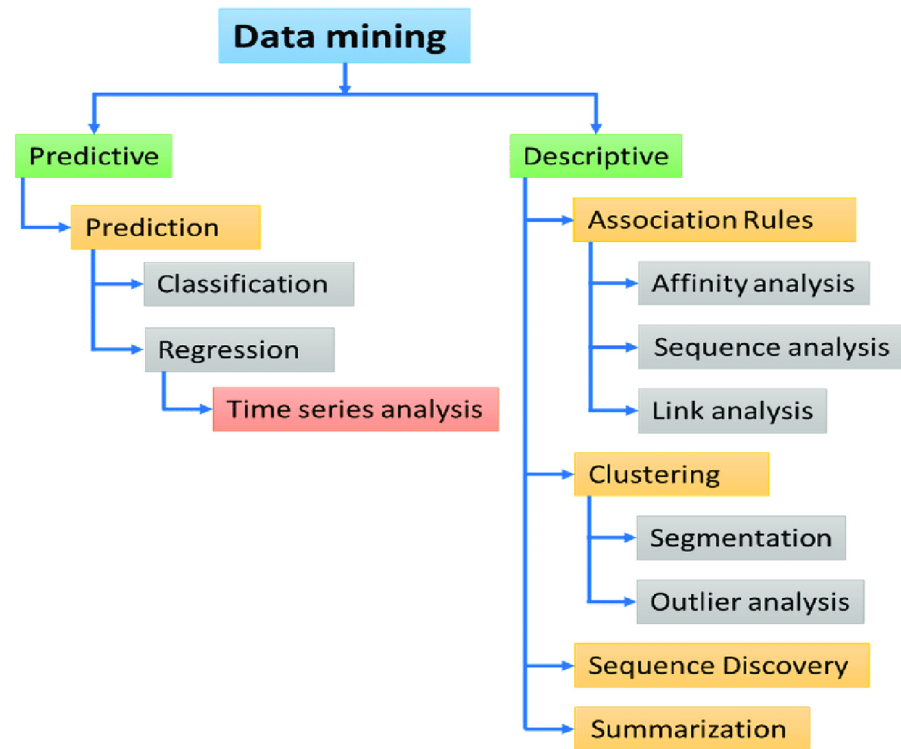 Data mining
Predictive
Prediction
Classification
Regression
Time series analysis
Descriptive
Association Rules
Affinity analysis
Sequence analysis
Link analysis
Clustering
Segmentation
Outlier analysis
Sequence Discovery
Summarization